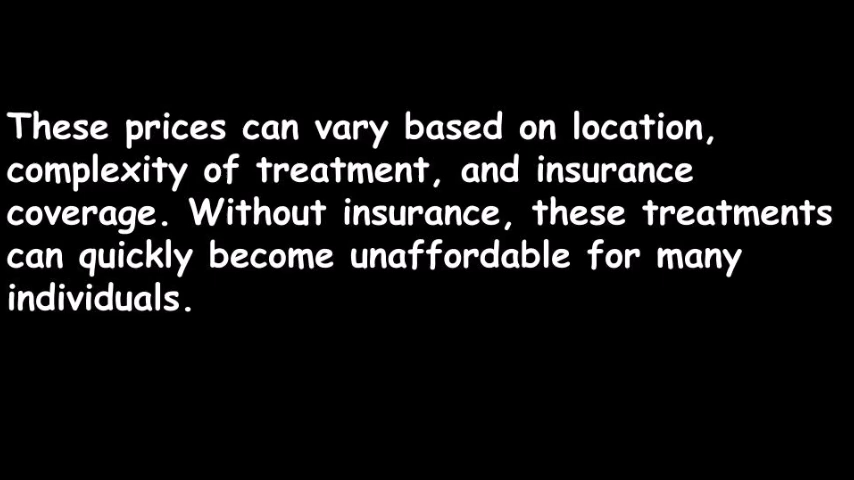 These prices can vary based on location,
complexity of treatment, and insurance
coverage. Without insurance, these treatments
can quickly become unaffordable for many
individuals.